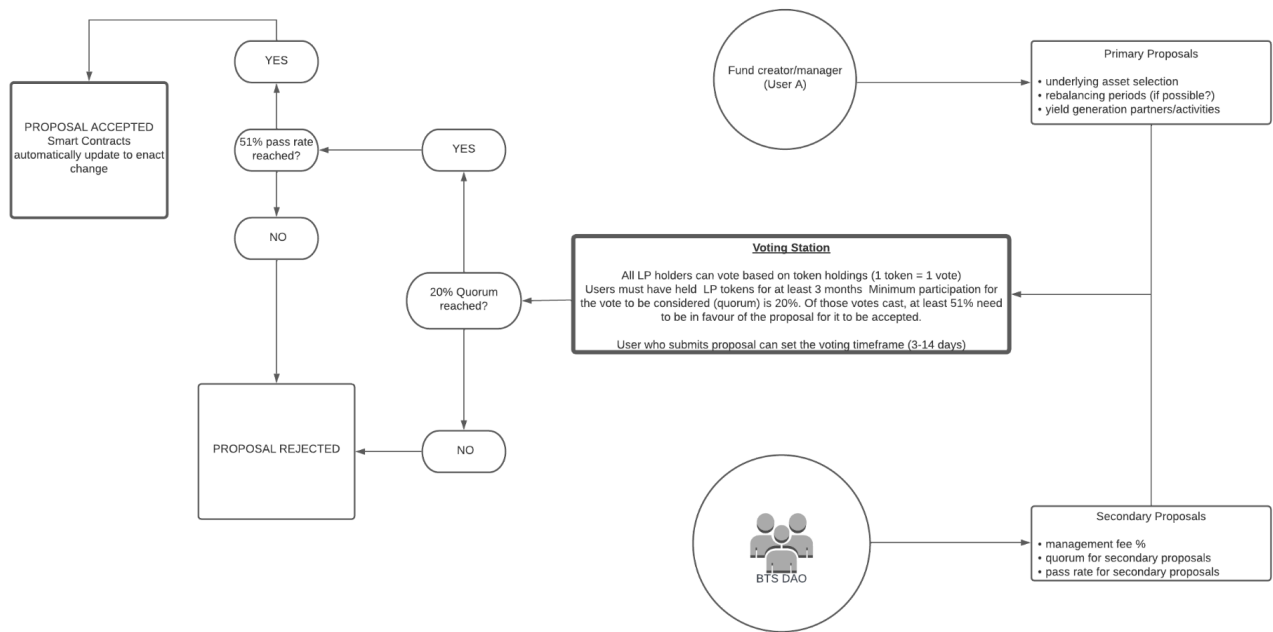 YES
Fund creator/manager
(User A)
Primary Proposals
• underlying asset selection
• rebalancing periods (if possible?)
• yield generation partners/activities
PROPOSAL ACCEPTED
Smart Contracts
automatically update to enact
change
51% pass rate
reached?
YES
NO
Voting Station
All LP holders can vote based on token holdings (1 token = 1 vote)
Users must have held LP tokens for at least 3 months Minimum participation for
the vote to be considered (quorum) is 20%. Of those votes cast, at least 51% need
to be in favour of the proposal for it to be accepted.
User who submits proposal can set the voting timeframe (3-14 days)
20% Quorum
reached?
PROPOSAL REJECTED
NO
BTS DAO
Secondary Proposals
• management fee %
• quorum for secondary proposals
• pass rate for secondary proposals